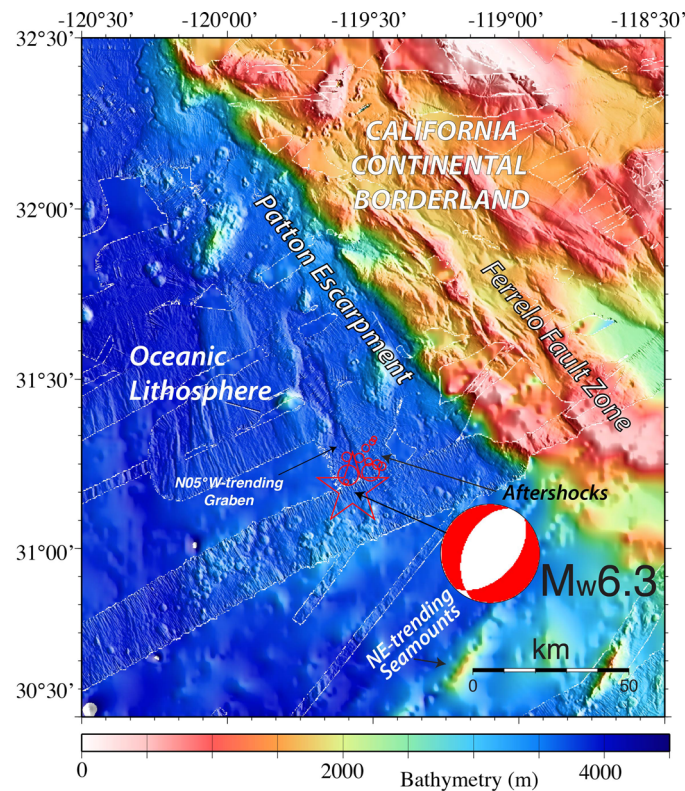 -120°30' -120°00' -119°30' -119°00' -118°30'
32°30'
CALIFORNIA
CONTINENTAL
BORDERLAND
32°00'
Patton Escarpment
Ferrelo Fault Zone
31°30'
Oceanic
Lithosphere
N05°W-trending
Graben
Aftershocks
31°00'
Mw6.3
NE-trending
Seamounts
km
0 50
30°30'
0 2000 4000
Bathymetry (m)